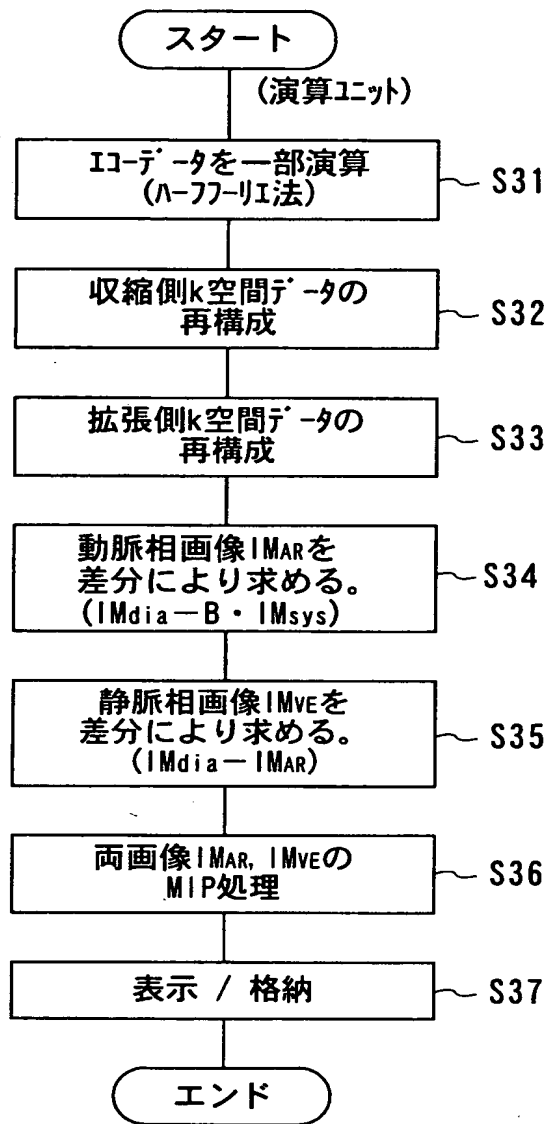 スタート
(演算ﾕﾆｯﾄ)
ｴｺｰﾃﾞｰﾀを一部演算
(ﾊｰﾌﾌｰﾘｴ法)
S31
収縮側k空間ﾃﾞｰﾀの
再構成
S32
拡張側k空間ﾃﾞｰﾀの
再構成
S33
動脈相画像IMARを
差分により求める。
(IMdia－B・IMsys)
S34
静脈相画像IMVEを
差分により求める。
(IMdia－IMAR)
S35
両画像IMAR, IMVEの
MIP処理
S36
表示 / 格納
S37
エンド